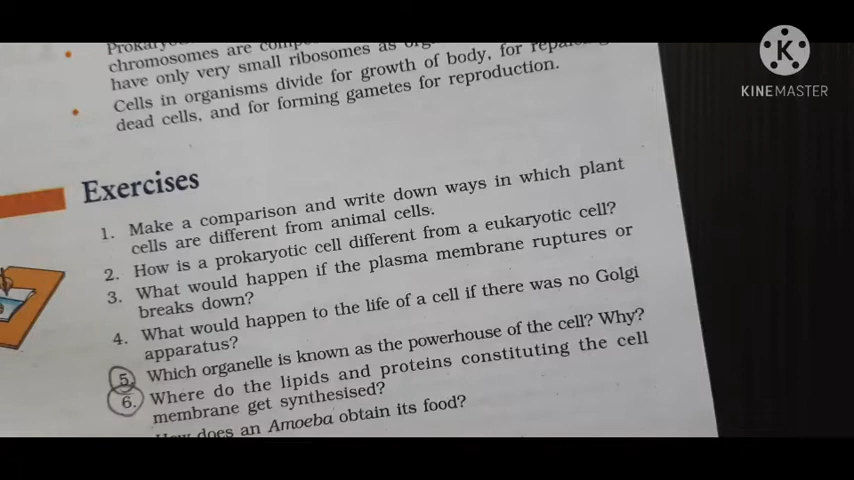 chromosomes are
have only very small ribosomes as
Cells in organisms divide for growth of body, for
dead cells, and for forming gametes for reproduction.
K
KINEMASTER
Exercises
1. Make a comparison and write down ways in which plant
cells are different from animal cells.
2. How is a prokaryotic cell different from a eukaryotic cell?
3. What would happen if the plasma membrane ruptures or
breaks down?
4. What would happen to the life of a cell if there was no Golgi
apparatus?
5. Which organelle is known as the powerhouse of the cell? Why?
6. Where do the lipids and proteins constituting the cell
membrane get synthesised?
does an Amoeba obtain its food?